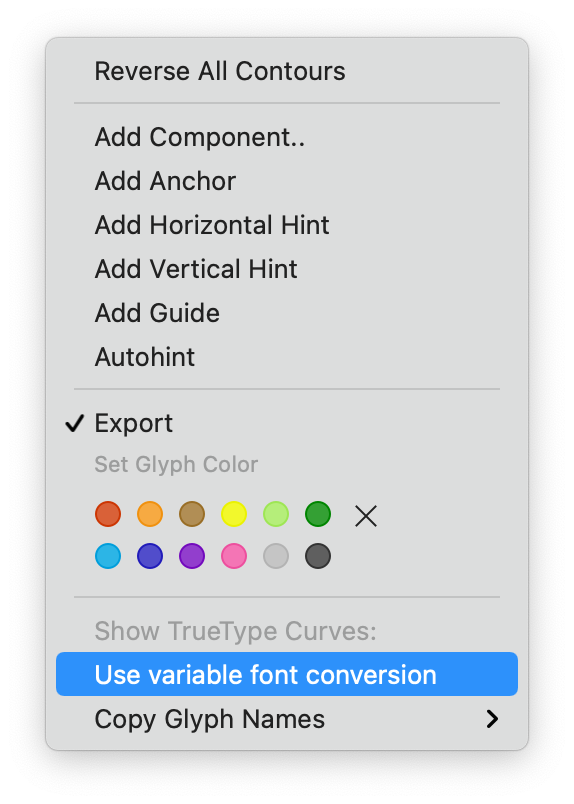 Reverse All Contours
Add Component..
Add Anchor
Add Horizontal Hint
Add Vertical Hint
Add Guide
Autohint
Export
Set Glyph Color
Show TrueType Curves:
Use variable font conversion
Copy Glyph Names